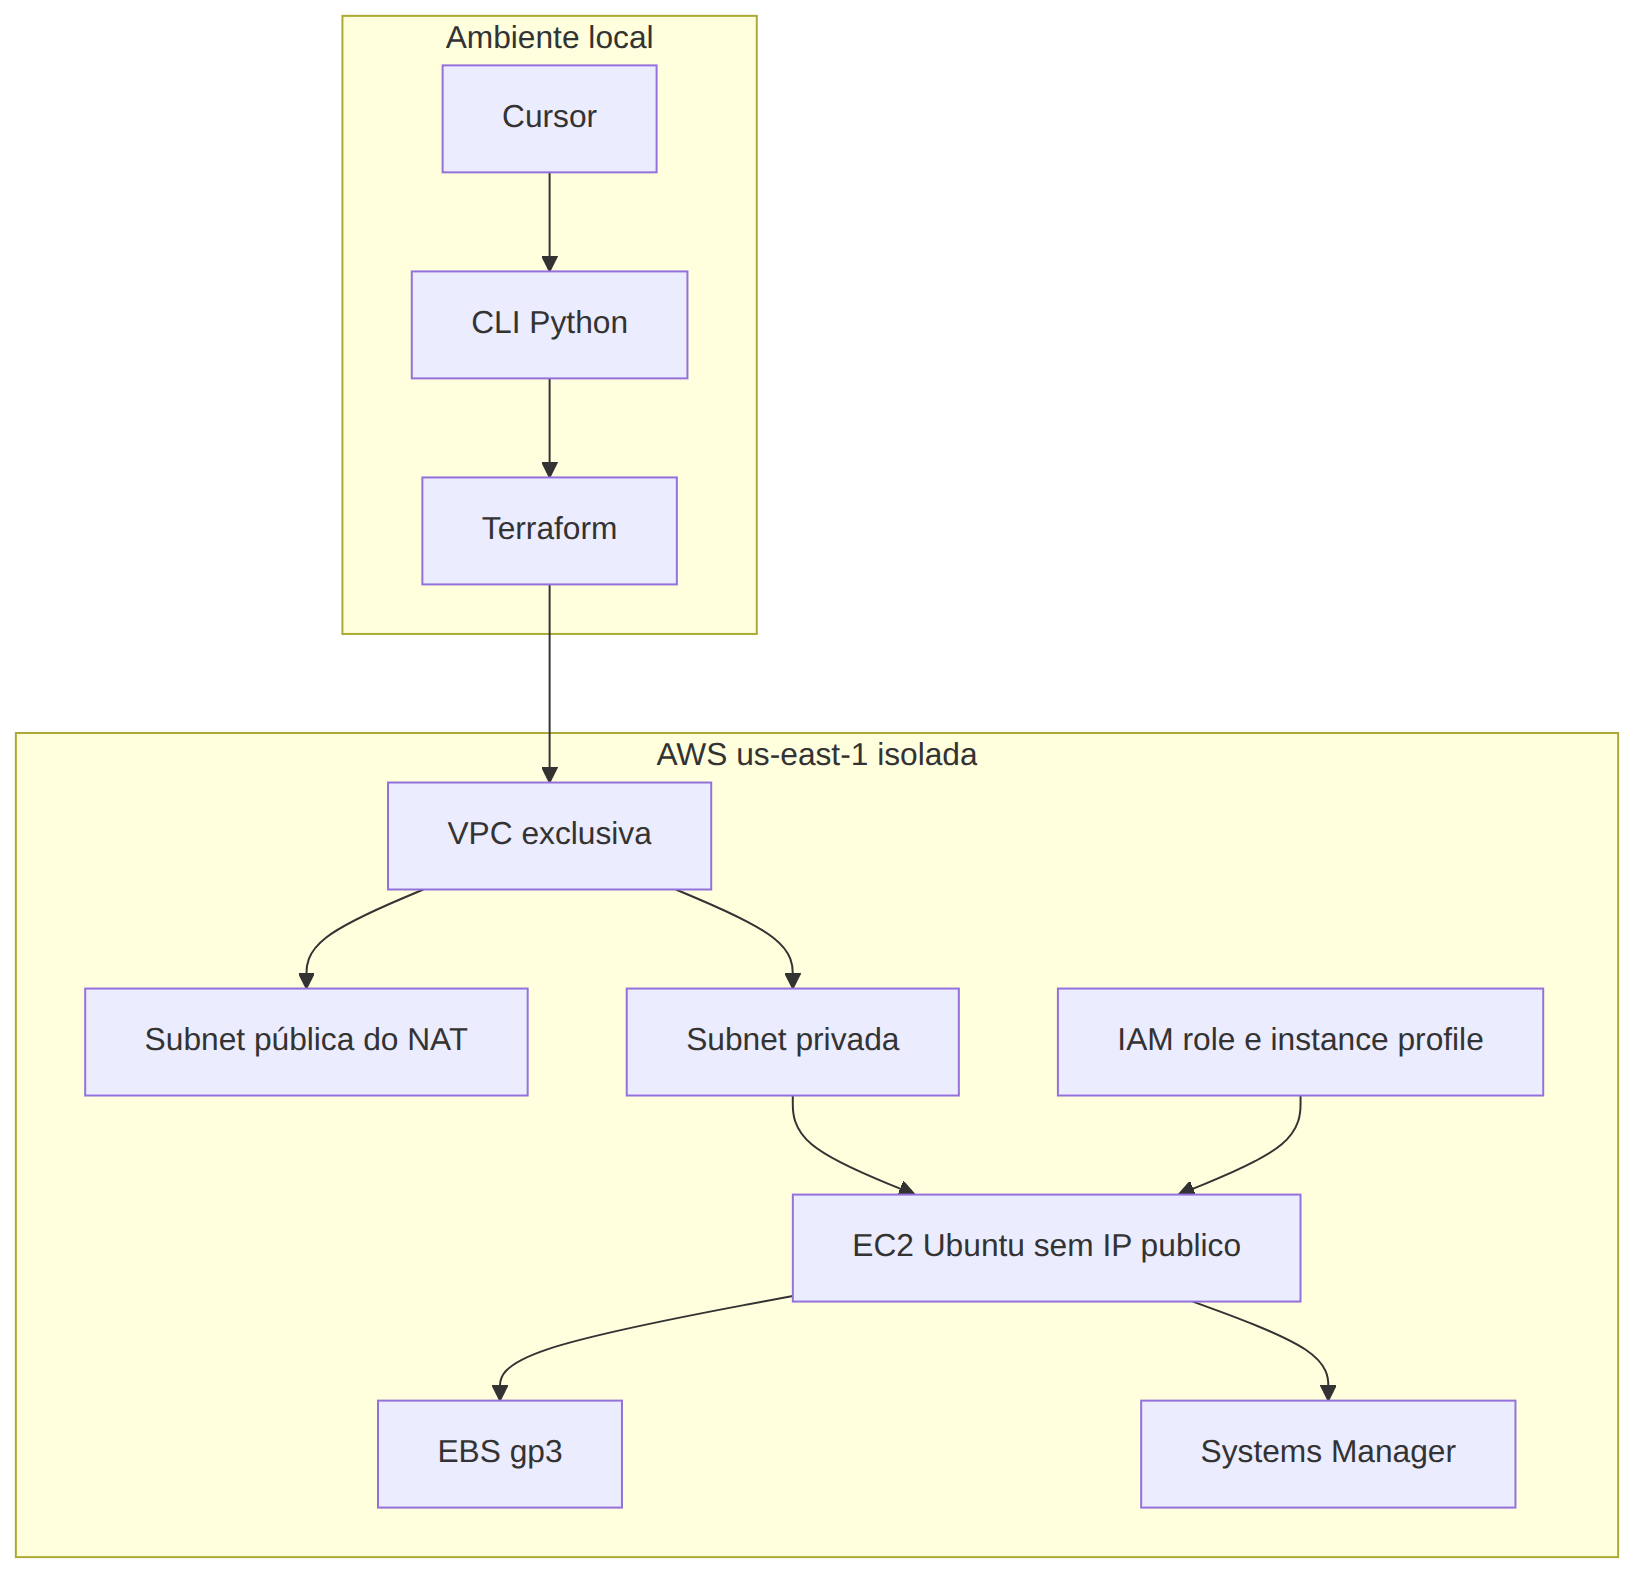 Ambiente local
Cursor
CLI Python
Terraform
AWS us-east-1 isolada
VPC exclusiva
Subnet pública do NAT
Subnet privada
IAM role e instance profile
EC2 Ubuntu sem IP publico
EBS gp3
Systems Manager